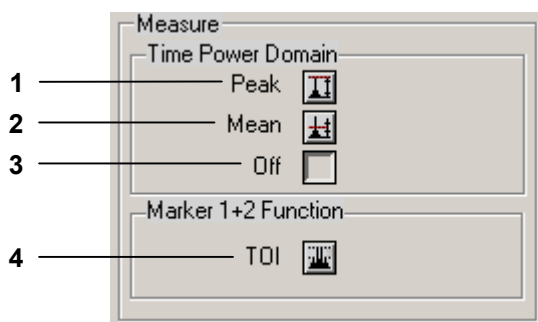 Measure
Time Power Domain
1 Peak
2 Mean
3 Off
Marker 1+2 Function
4 TOI